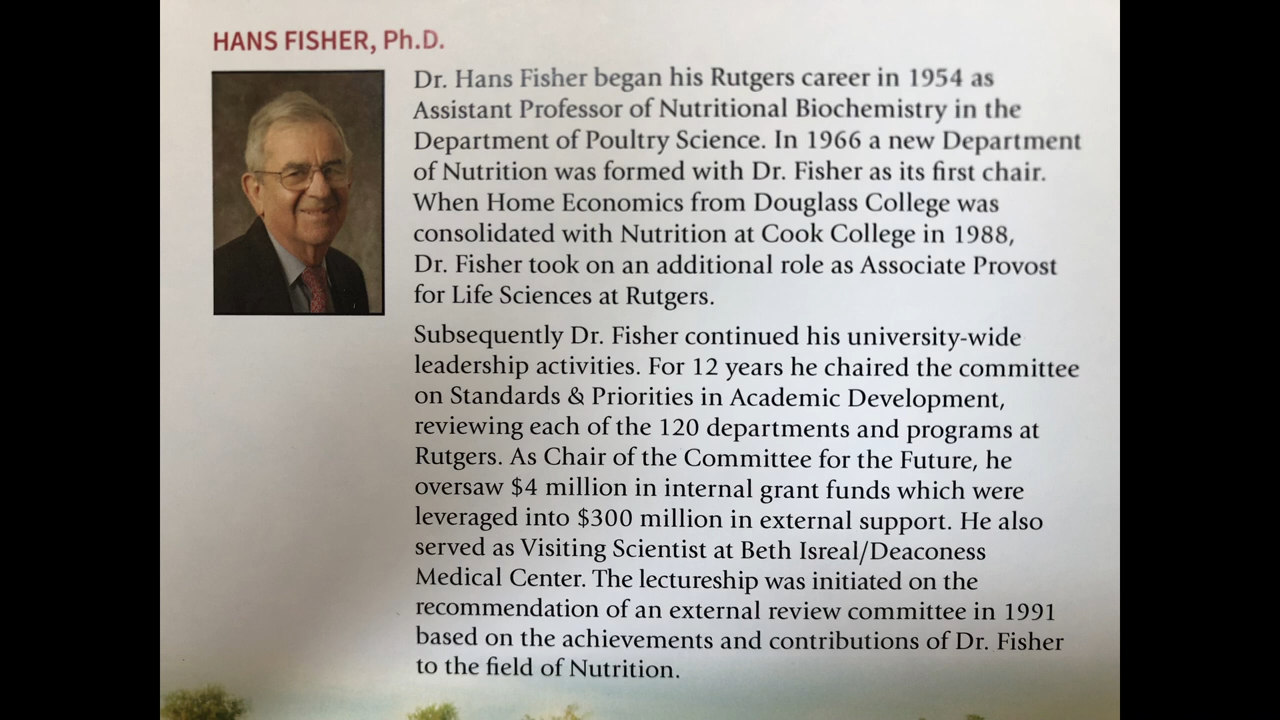 HANS FISHER, Ph.D.
Dr. Hans Fisher began his Rutgers career in 1954 as
Assistant Professor of Nutritional Biochemistry in the
Department of Poultry Science. In 1966 a new Department
of Nutrition was formed with Dr. Fisher as its first chair.
When Home Economics from Douglass College was
consolidated with Nutrition at Cook College in 1988,
Dr. Fisher took on an additional role as Associate Provost
for Life Sciences at Rutgers.
Subsequently Dr. Fisher continued his university-wide
leadership activities. For 12 years he chaired the committee
on Standards & Priorities in Academic Development,
reviewing each of the 120 departments and programs at
Rutgers. As Chair of the Committee for the Future, he
oversaw $4 million in internal grant funds which were
leveraged into $300 million in external support. He also
served as Visiting Scientist at Beth Isreal/Deaconess
Medical Center. The lectureship was initiated on the
recommendation of an external review committee in 1991
based on the achievements and contributions of Dr. Fisher
to the field of Nutrition.